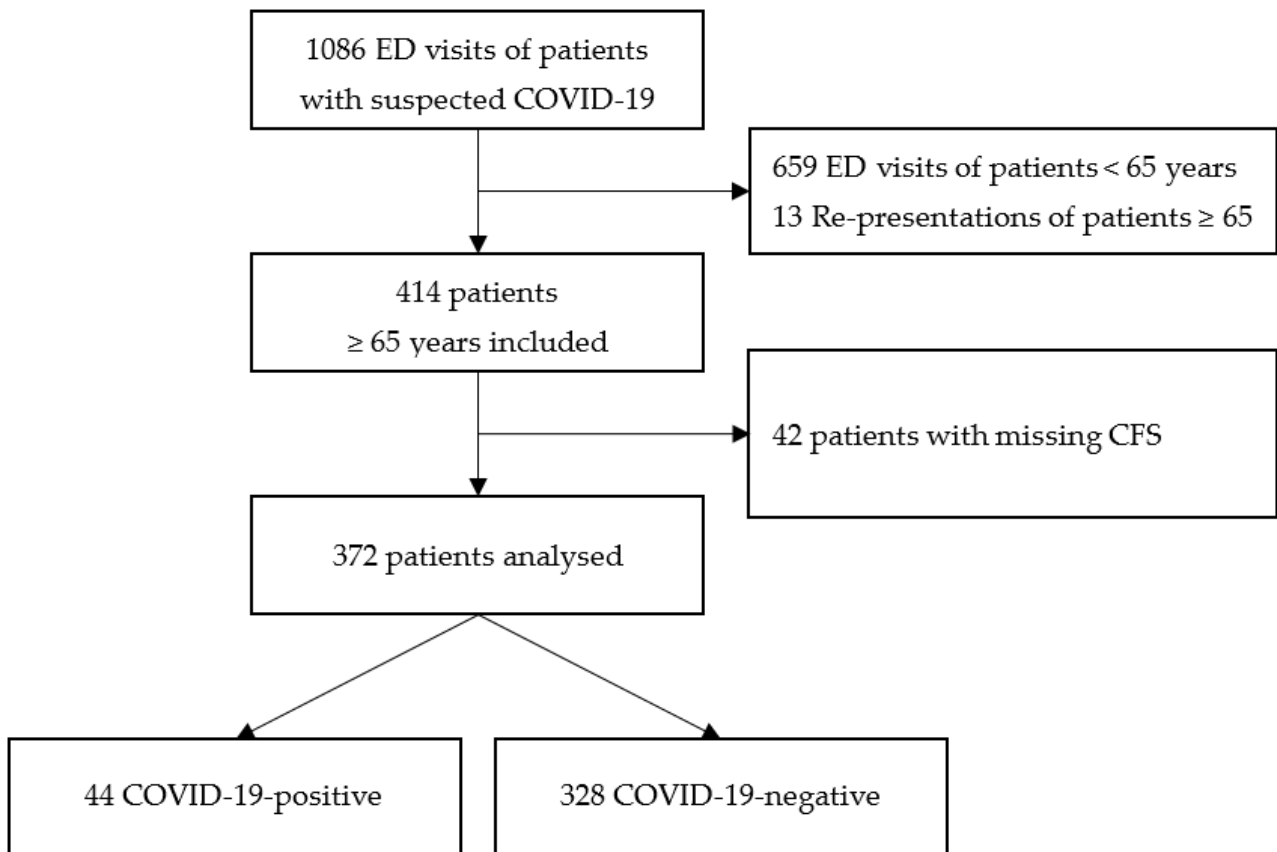 1086 ED visits of patients
with suspected COVID-19
659 ED visits of patients < 65 years
13 Re-presentations of patients ≥ 65
414 patients
≥ 65 years included
42 patients with missing CFS
372 patients analysed
44 COVID-19-positive
328 COVID-19-negative